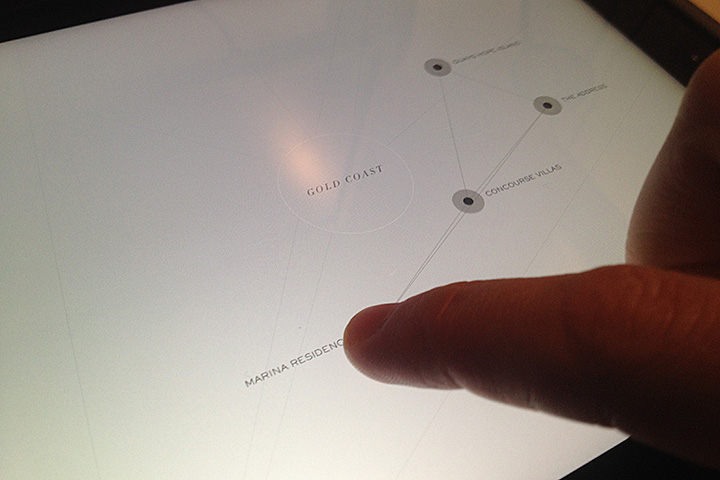 THE ADDRESS
GOLD COAST
CONCOURSE VILLAS
MARINA RESIDENC